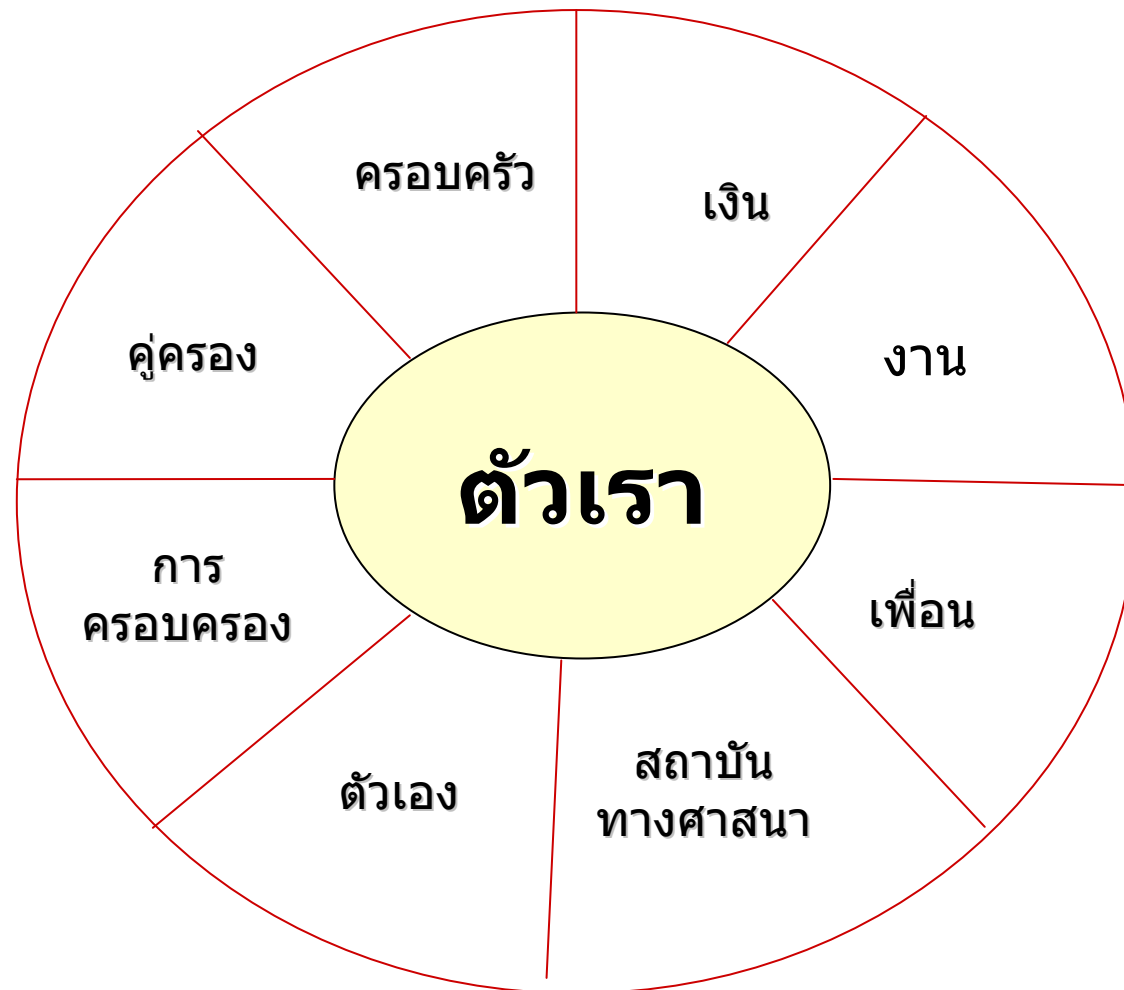 ครอบครัว
เงิน
คู่ครอง
งาน
ตัวเรา
การ
ครอบครอง
เพื่อน
ตัวเอง
สถาบัน
ทางศาสนา